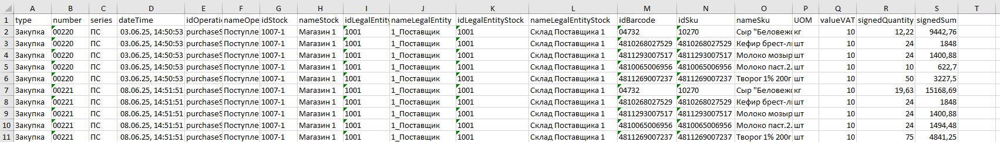 A B C D E F G H I J K L M N O P Q R S T
1 type number series dateTime idOperatio nameOpe idStock nameStock idLegalEntity nameLegalEntity idLegalEntityStock nameLegalEntityStock idBarcode idSku nameSku UOM valueVAT signedQuantity signedSum
2 Закупка 00220 ПС 03.06.25, 14:50:53 purchaseS Поступле 1007-1 Магазин 1 1001 1_Поставщик 1001 Склад Поставщика 1 04732 10270 Сыр "Беловежс кг 10 12,22 9442,76
3 Закупка 00220 ПС 03.06.25, 14:50:53 purchaseS Поступле 1007-1 Магазин 1 1001 1_Поставщик 1001 Склад Поставщика 1 4810268027529 4810268027529 Кефир брест-ли шт 10 24 1848
4 Закупка 00220 ПС 03.06.25, 14:50:53 purchaseS Поступле 1007-1 Магазин 1 1001 1_Поставщик 1001 Склад Поставщика 1 4811293007517 4811293007517 Молоко мозыр шт 10 24 1400,88
5 Закупка 00220 ПС 03.06.25, 14:50:53 purchaseS Поступле 1007-1 Магазин 1 1001 1_Поставщик 1001 Склад Поставщика 1 4810065006956 4810065006956 Молоко паст.2. шт 10 10 622,7
6 Закупка 00220 ПС 03.06.25, 14:50:53 purchaseS Поступле 1007-1 Магазин 1 1001 1_Поставщик 1001 Склад Поставщика 1 4811269007237 4811269007237 Творог 1% 200г шт 10 50 3227,5
7 Закупка 00221 ПС 08.06.25, 14:51:51 purchaseS Поступле 1007-1 Магазин 1 1001 1_Поставщик 1001 Склад Поставщика 1 04732 10270 Сыр "Беловежс кг 10 19,63 15168,69
8 Закупка 00221 ПС 08.06.25, 14:51:51 purchaseS Поступле 1007-1 Магазин 1 1001 1_Поставщик 1001 Склад Поставщика 1 4810268027529 4810268027529 Кефир брест-ли шт 10 24 1848
9 Закупка 00221 ПС 08.06.25, 14:51:51 purchaseS Поступле 1007-1 Магазин 1 1001 1_Поставщик 1001 Склад Поставщика 1 4811293007517 4811293007517 Молоко мозыр шт 10 24 1400,88
10 Закупка 00221 ПС 08.06.25, 14:51:51 purchaseS Поступле 1007-1 Магазин 1 1001 1_Поставщик 1001 Склад Поставщика 1 4810065006956 4810065006956 Молоко паст.2. шт 10 24 1494,48
11 Закупка 00221 ПС 08.06.25, 14:51:51 purchaseS Поступле 1007-1 Магазин 1 1001 1_Поставщик 1001 Склад Поставщика 1 4811269007237 4811269007237 Творог 1% 200г шт 10 75 4841,25